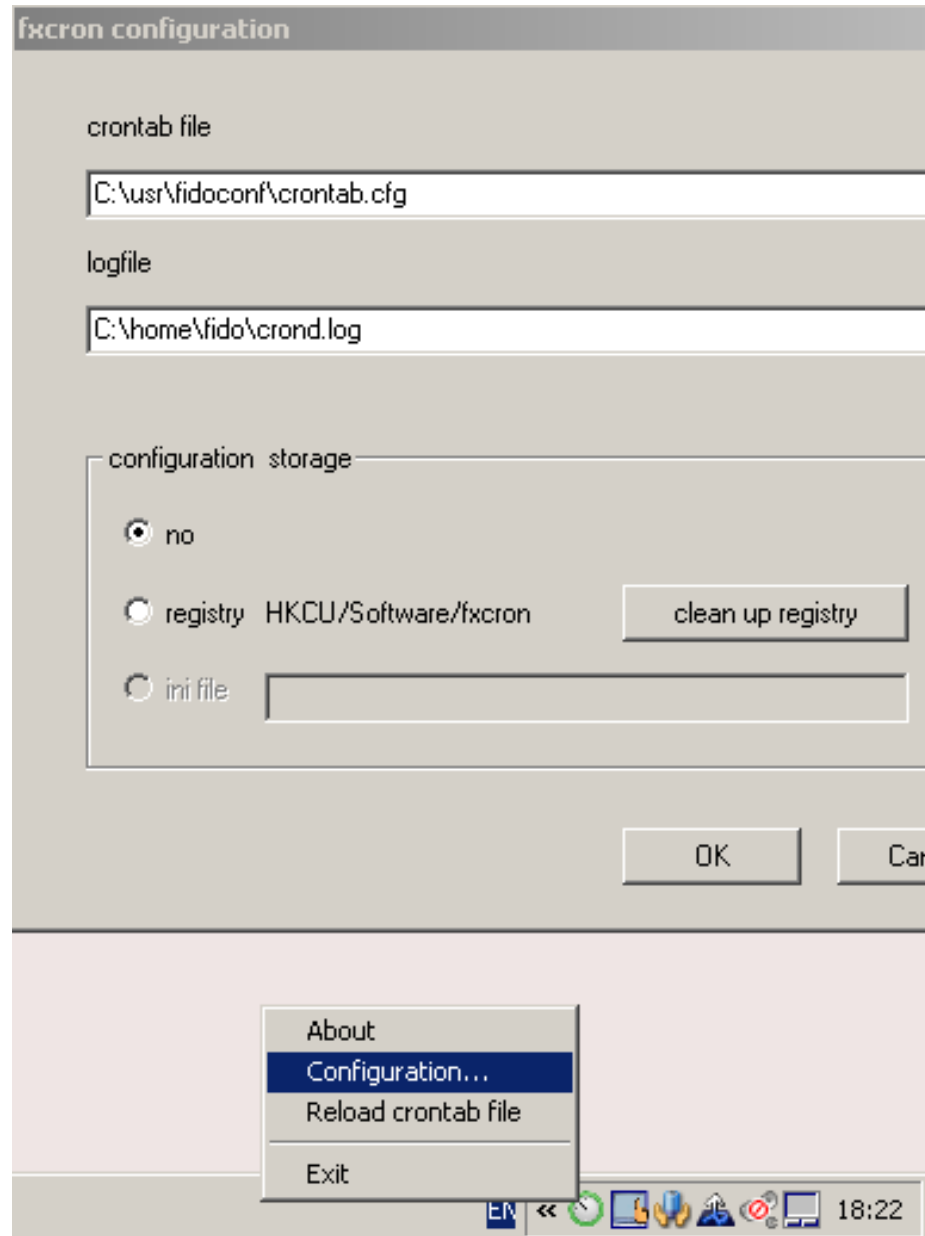 fxcron configuration
crontab file
C:\usr\fidoconf\crontab.cfg
logfile
C:\home\fido\crond.log
configuration  storage
no
registry HKCU/Software/fxcron clean up registry
ini file
OK Can
About
Configuration...
Reload crontab file
Exit
EN « 18:22